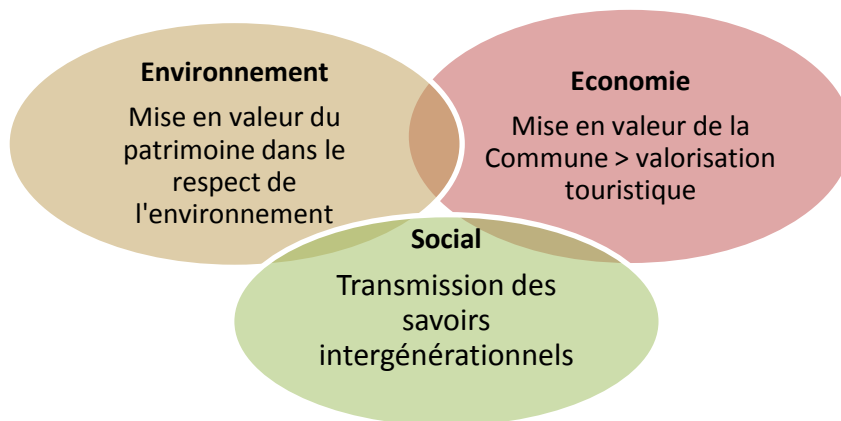 Environnement
Mise en valeur du
patrimoine dans le
respect de
l'environnement
Economie
Mise en valeur de la
Commune > valorisation
touristique
Social
Transmission des
savoirs
intergénérationnels